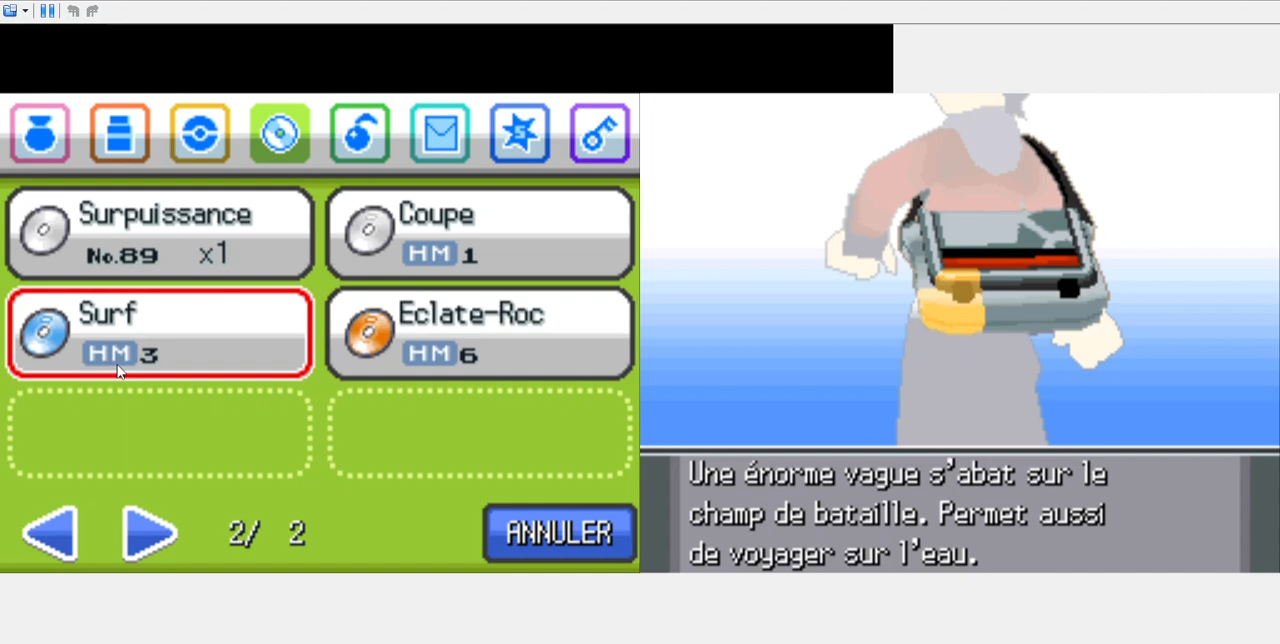 Surpuissance
No.89 x1
Coupe
HM 1
Surf
HM 3
Eclate-Roc
HM 6
2/ 2
ANNULER
Une énorme vague s'abat sur le
champ de bataille. Permet aussi
de voyager sur l'eau.